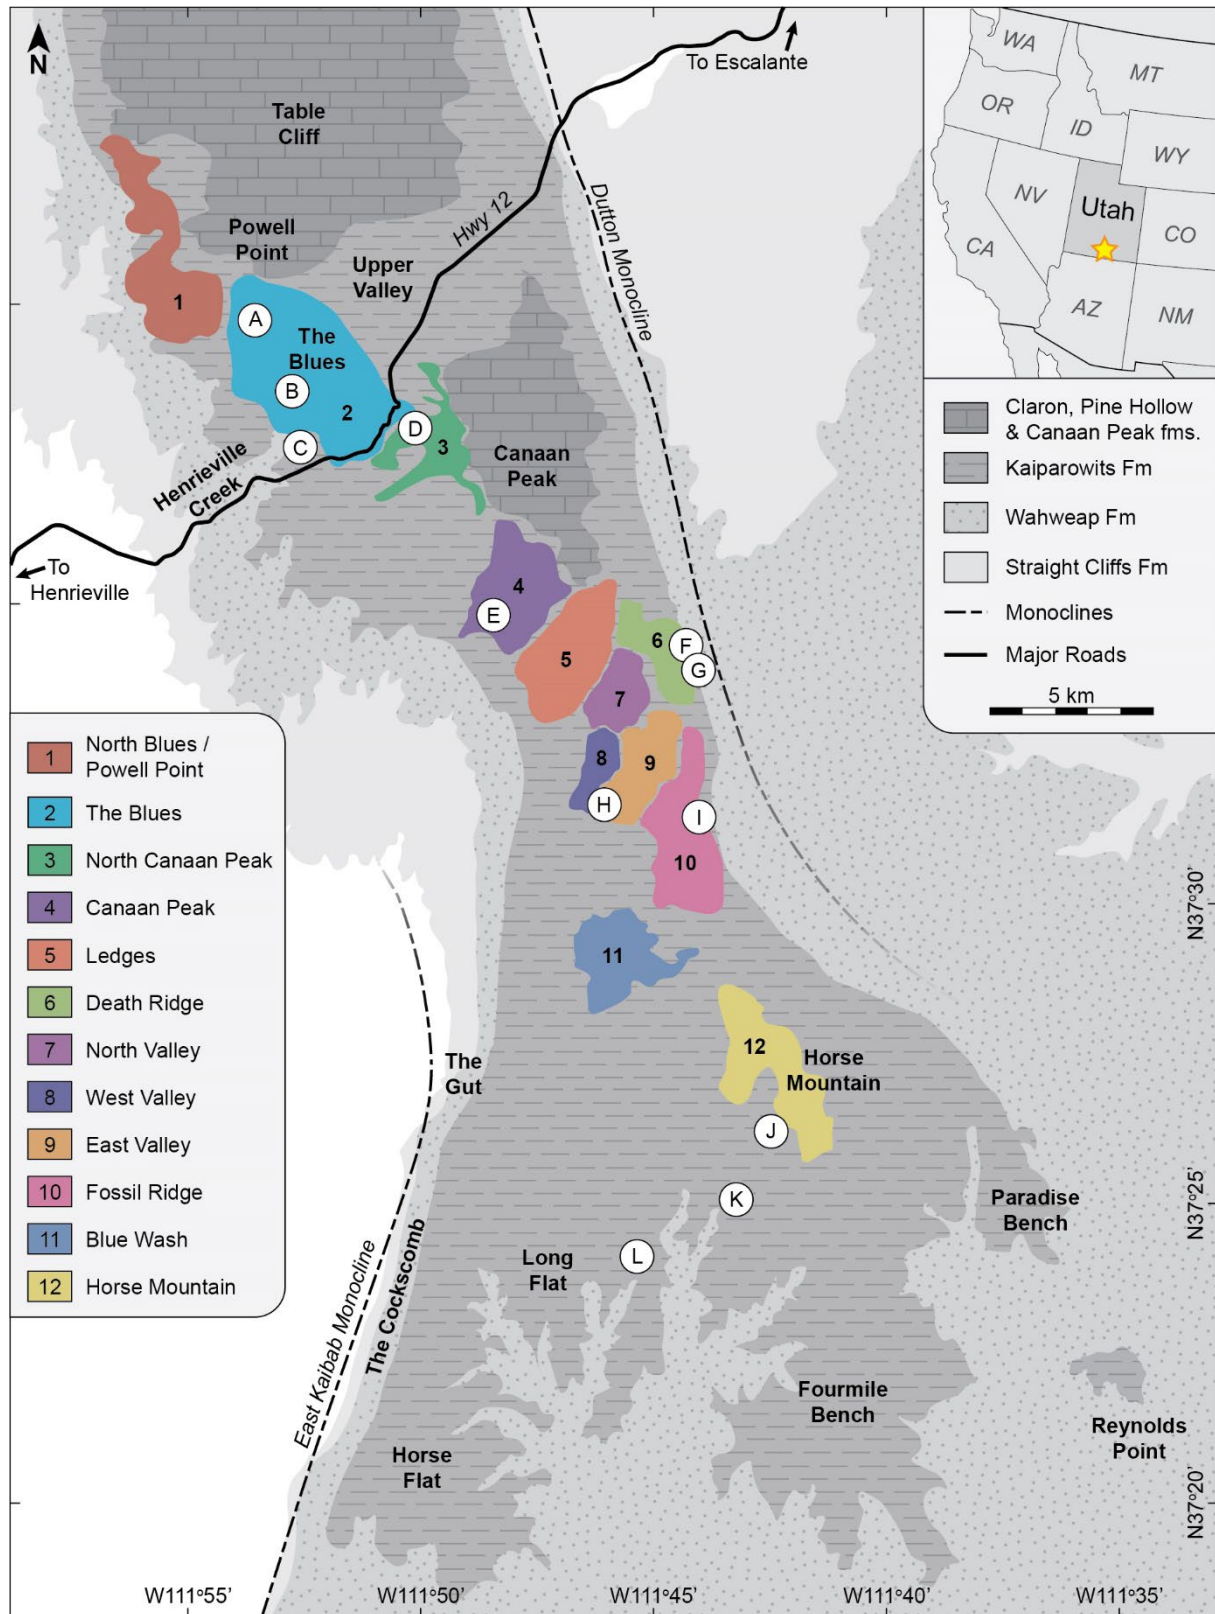 N
To Escalante
Table
Cliff
Powell
Point
Upper
Valley
Hwy 12
Dutton Monocline
1
A
The
Blues
B
2
C
D
3
Henrieville
Creek
Canaan
Peak
To
Henrieville
4
E
5
6
F
G
7
8
9
H
I
10
11
12
Horse
Mountain
The
Gut
J
K
L
Long
Flat
Paradise
Bench
East Kaibab Monocline
The Cockscomb
Fourmile
Bench
Horse
Flat
Reynolds
Point
WA
MT
OR
ID
WY
NV
Utah
CO
CA
AZ
NM
Claron, Pine Hollow
& Canaan Peak fms.
Kaiparowits Fm
Wahweap Fm
Straight Cliffs Fm
Monoclines
Major Roads
5 km
1 North Blues /
Powell Point
2 The Blues
3 North Canaan Peak
4 Canaan Peak
5 Ledges
6 Death Ridge
7 North Valley
8 West Valley
9 East Valley
10 Fossil Ridge
11 Blue Wash
12 Horse Mountain
N37°30'
N37°25'
N37°20'
W111°55'
W111°50'
W111°45'
W111°40'
W111°35'